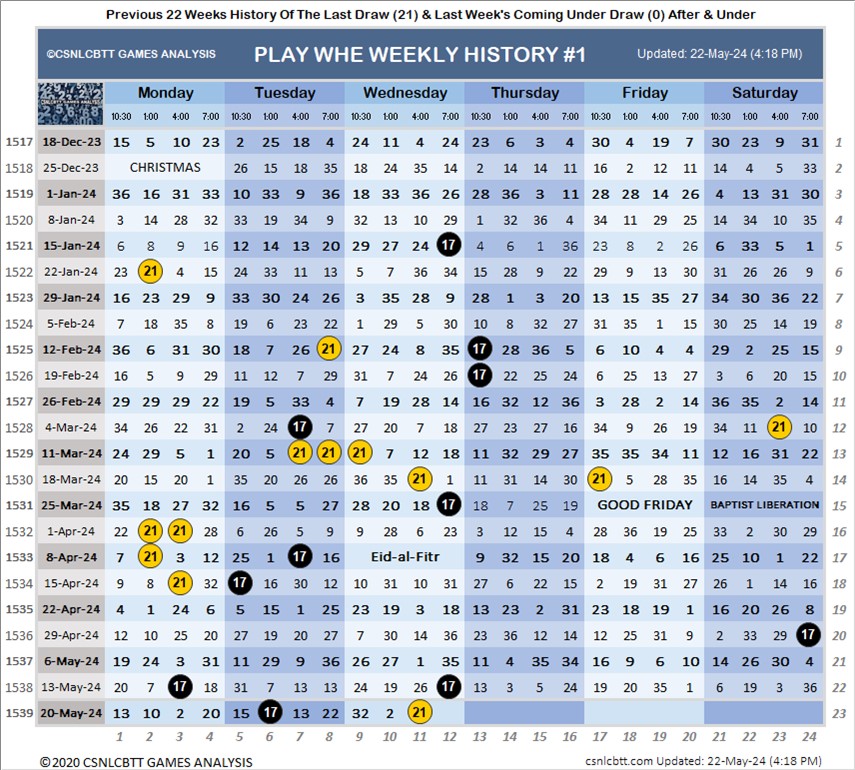 Previous 22 Weeks History Of The Last Draw (21) & Last Week's Coming Under Draw (0) After & Under
©CSNLCBTT GAMES ANALYSIS PLAY WHE WEEKLY HISTORY #1 Updated: 22-May-24 (4:18 PM)
Monday Tuesday Wednesday Thursday Friday Saturday
10:30 1:00 4:00 7:00 10:30 1:00 4:00 7:00 10:30 1:00 4:00 7:00 10:30 1:00 4:00 7:00 10:30 1:00 4:00 7:00 10:30 1:00 4:00 7:00
1517 18-Dec-23 15 5 10 23 2 25 18 4 24 11 4 24 23 6 3 4 30 4 19 7 30 23 9 31 1
1518 25-Dec-23 CHRISTMAS 26 15 18 35 18 24 35 14 2 14 14 11 16 2 12 11 14 4 5 33 2
1519 1-Jan-24 36 16 31 33 10 33 9 36 18 33 36 26 28 36 3 11 28 28 14 26 4 13 31 30 3
1520 8-Jan-24 3 14 28 32 33 19 34 9 32 13 10 29 1 32 36 4 34 11 29 25 14 34 10 35 4
1521 15-Jan-24 6 8 9 16 12 14 13 20 29 27 24 17 4 6 1 36 23 8 2 26 6 33 5 1 5
1522 22-Jan-24 23 21 4 15 24 33 11 13 5 7 36 34 15 28 9 22 29 9 13 30 31 26 26 9 6
1523 29-Jan-24 16 23 29 9 33 30 24 26 3 35 28 9 28 1 3 20 13 15 35 27 34 30 36 22 7
1524 5-Feb-24 7 18 35 8 19 6 23 22 1 29 5 30 10 8 32 27 31 35 1 15 30 25 14 19 8
1525 12-Feb-24 36 6 31 30 18 7 26 21 27 24 8 35 17 28 36 5 6 10 4 4 29 2 25 15 9
1526 19-Feb-24 16 5 9 29 11 12 7 29 31 7 24 26 17 22 25 24 6 25 13 27 3 6 20 15 10
1527 26-Feb-24 29 29 29 22 19 5 33 4 7 19 28 14 16 32 12 36 3 28 2 14 36 35 2 14 11
1528 4-Mar-24 34 26 22 31 2 24 17 7 27 20 7 18 27 7 28 18 34 9 26 19 34 11 21 10 12
1529 11-Mar-24 24 29 5 1 20 5 21 21 21 7 12 18 11 32 29 27 35 35 34 11 12 16 31 22 13
1530 18-Mar-24 20 15 20 1 35 20 26 26 36 35 21 1 11 31 14 30 21 5 28 35 16 14 35 4 14
1531 25-Mar-24 35 18 27 32 16 5 5 27 28 20 18 17 18 7 25 19 GOOD FRIDAY BAPTIST LIBERATION 15
1532 1-Apr-24 22 21 21 28 6 26 5 9 9 28 6 23 3 12 15 4 28 36 19 25 33 2 30 29 16
1533 8-Apr-24 7 21 3 12 25 1 17 16 Eid-al-Fitr 9 32 15 20 18 4 6 16 25 10 1 22 17
1534 15-Apr-24 9 8 21 32 17 16 30 12 10 31 10 31 27 6 22 15 2 19 31 27 26 1 14 16 18
1535 22-Apr-24 4 1 24 6 5 15 1 25 23 19 3 18 13 23 2 31 23 18 19 1 16 20 26 8 19
1536 29-Apr-24 12 10 25 20 27 19 20 27 7 30 14 36 23 36 12 14 12 25 31 9 2 33 29 17 20
1537 6-May-24 19 24 3 31 11 29 9 36 26 27 1 35 11 4 35 34 16 9 6 10 14 26 30 4 21
1538 13-May-24 20 7 17 18 31 7 13 13 24 19 26 17 13 3 5 24 19 20 35 1 6 19 3 36 22
1539 20-May-24 13 10 2 20 15 17 13 22 32 2 21 23
1 2 3 4 5 6 7 8 9 10 11 12 13 14 15 16 17 18 19 20 21 22 23 24
©2020 CSNLCBTT GAMES ANALYSIS csnlcbtt.com Updated: 22-May-24 (4:18 PM)